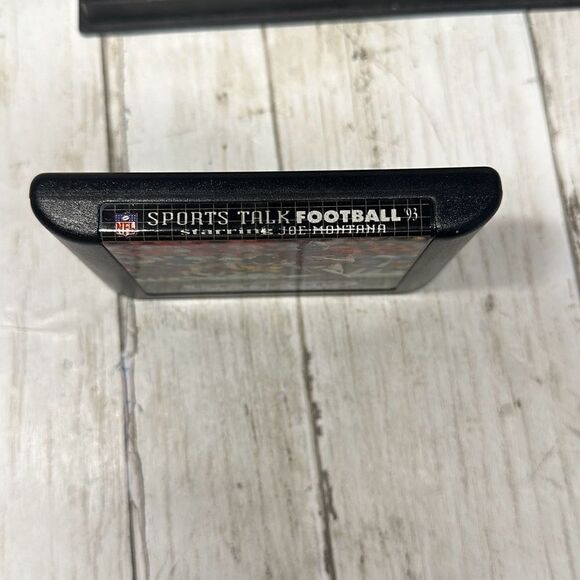 NFL
SPORTS TALK FOOTBALL '93
starring JOE MONTANA